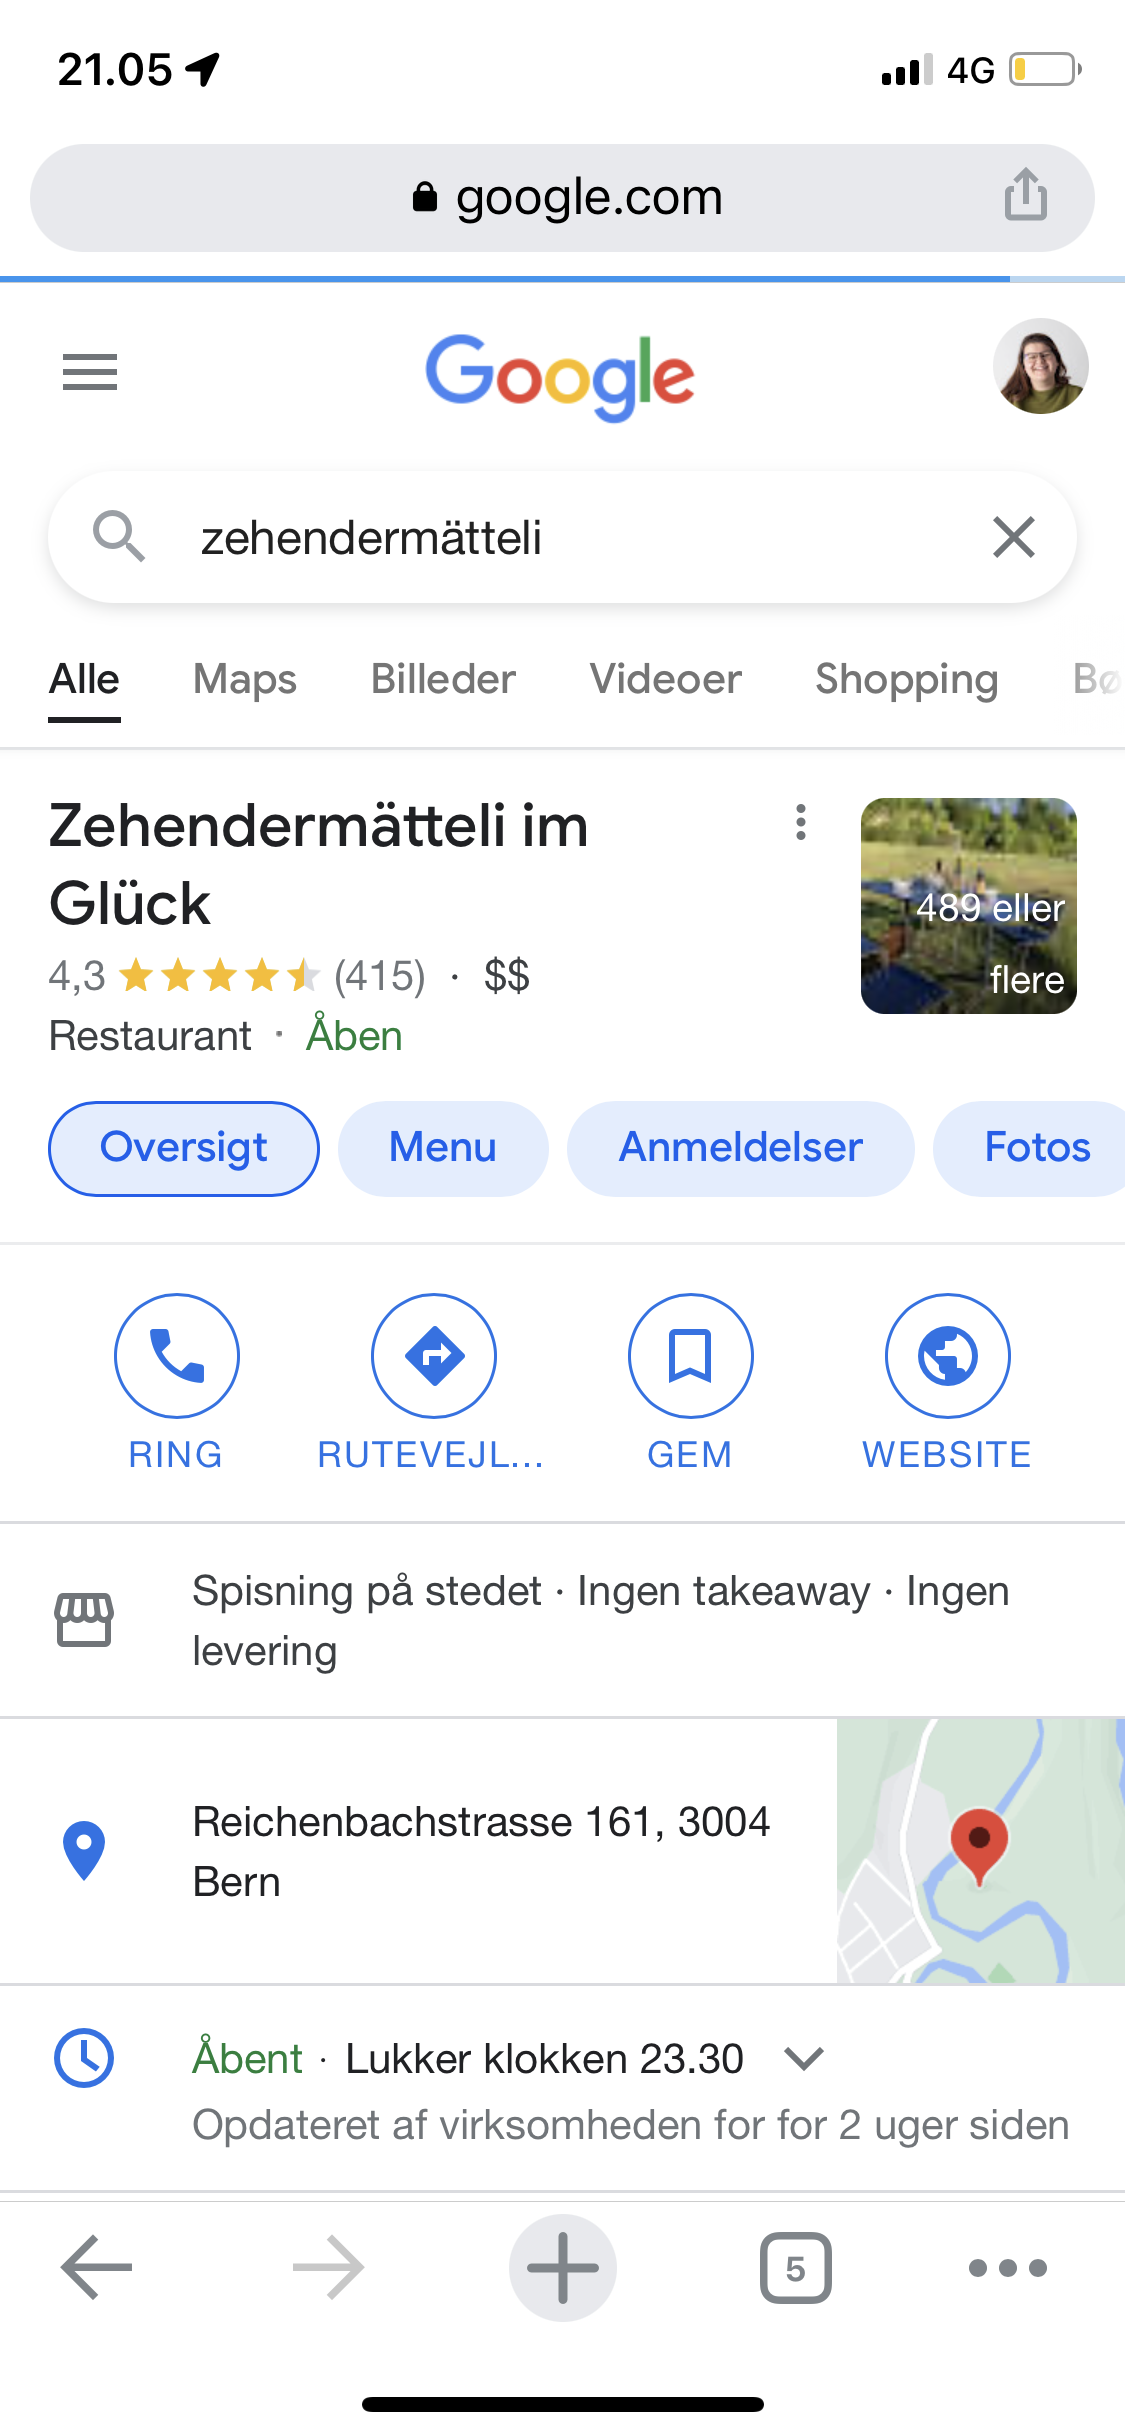 21.05
4G
google.com
Google
zehendermätteli
Alle Maps Billeder Videoer Shopping Bø
Zehendermätteli im
Glück
489 eller
flere
4,3 (415) · $$
Restaurant · Åben
Oversigt Menu Anmeldelser Fotos
RING RUTEVEJL... GEM WEBSITE
Spisning på stedet · Ingen takeaway · Ingen
levering
Reichenbachstrasse 161, 3004
Bern
Åbent · Lukker klokken 23.30
Opdateret af virksomheden for for 2 uger siden
5